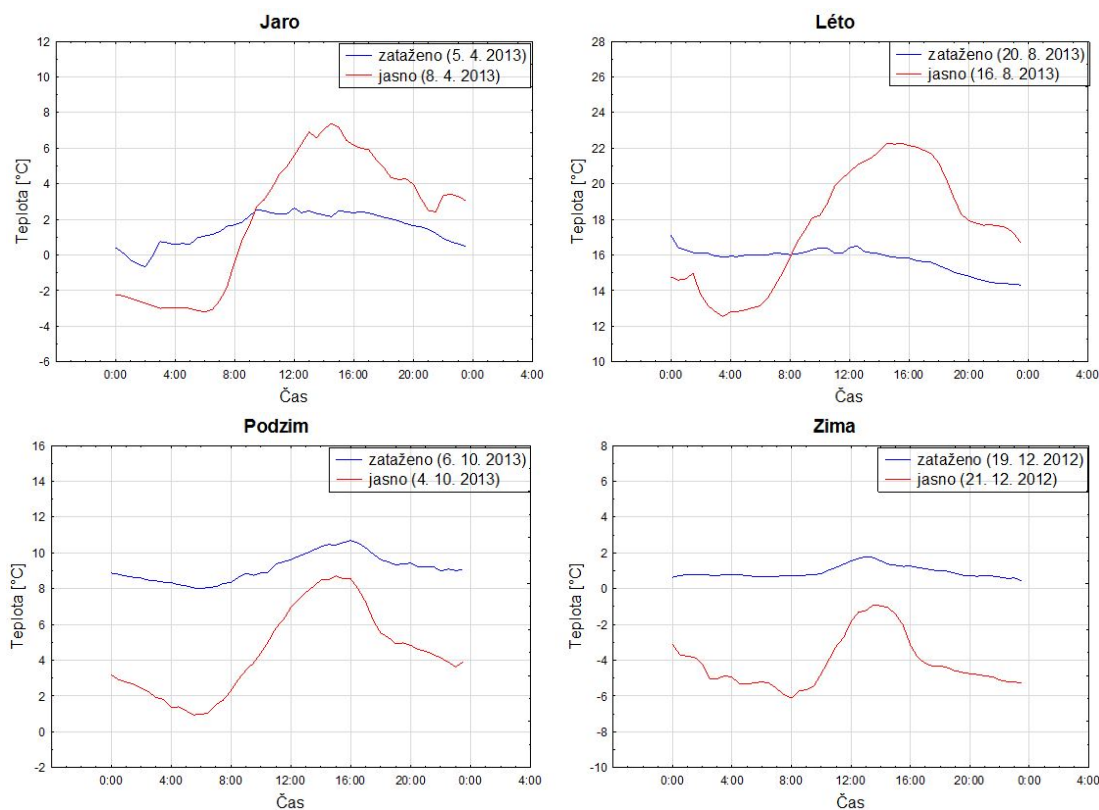 Jaro
zataženo (5. 4. 2013)
jasno (8. 4. 2013)
Teplota [°C]
12
10
8
6
4
2
0
-2
-4
-6
0:00 4:00 8:00 12:00 16:00 20:00 0:00 4:00
Čas
Léto
zataženo (20. 8. 2013)
jasno (16. 8. 2013)
Teplota [°C]
28
26
24
22
20
18
16
14
12
10
0:00 4:00 8:00 12:00 16:00 20:00 0:00 4:00
Čas
Podzim
zataženo (6. 10. 2013)
jasno (4. 10. 2013)
Teplota [°C]
16
14
12
10
8
6
4
2
0
-2
0:00 4:00 8:00 12:00 16:00 20:00 0:00 4:00
Čas
Zima
zataženo (19. 12. 2012)
jasno (21. 12. 2012)
Teplota [°C]
8
6
4
2
0
-2
-4
-6
-8
-10
0:00 4:00 8:00 12:00 16:00 20:00 0:00 4:00
Čas